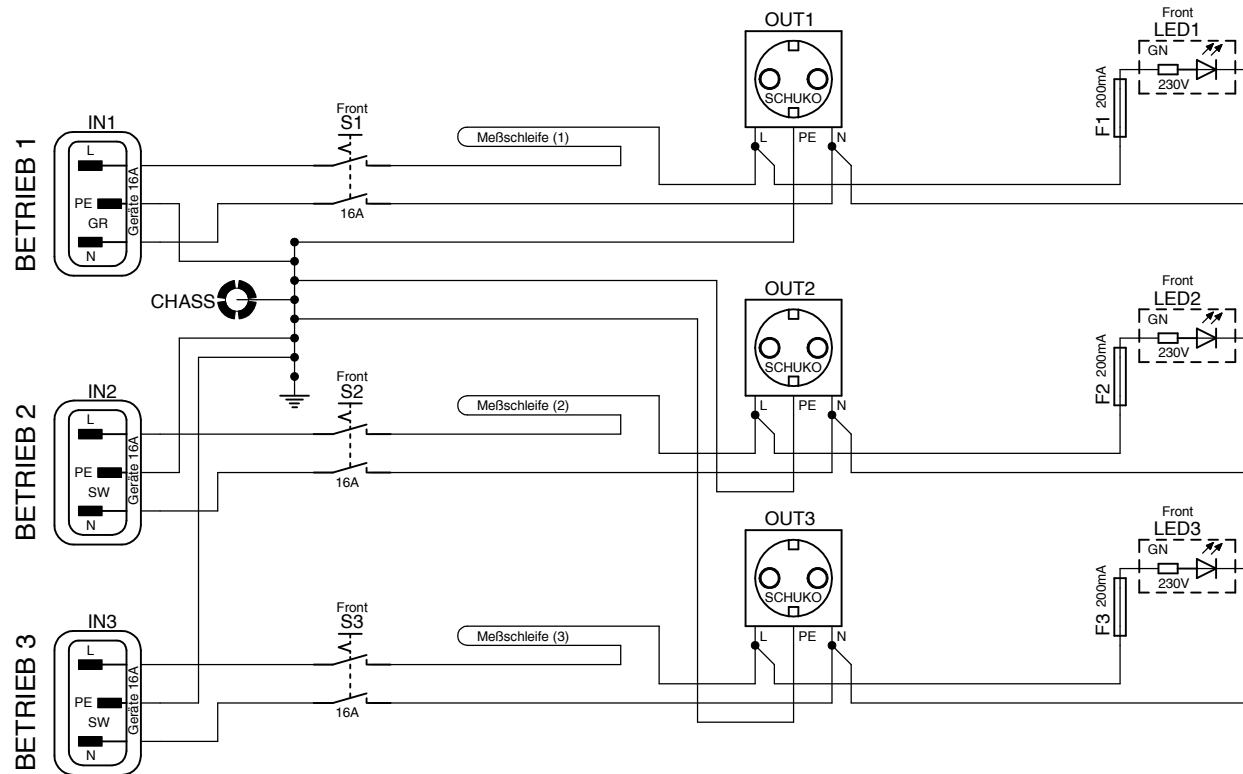 BETRIEB 1
IN1
L
PE
GR
N
Geräte 16A
Front
S1
16A
Meßschleife (1)
OUT1
SCHUKO
L
PE
N
F1 200mA
Front
LED1
GN
230V
CHASS
BETRIEB 2
IN2
L
PE
SW
N
Geräte 16A
Front
S2
16A
Meßschleife (2)
OUT2
SCHUKO
L
PE
N
F2 200mA
Front
LED2
GN
230V
BETRIEB 3
IN3
L
PE
SW
N
Geräte 16A
Front
S3
16A
Meßschleife (3)
OUT3
SCHUKO
L
PE
N
F3 200mA
Front
LED3
GN
230V